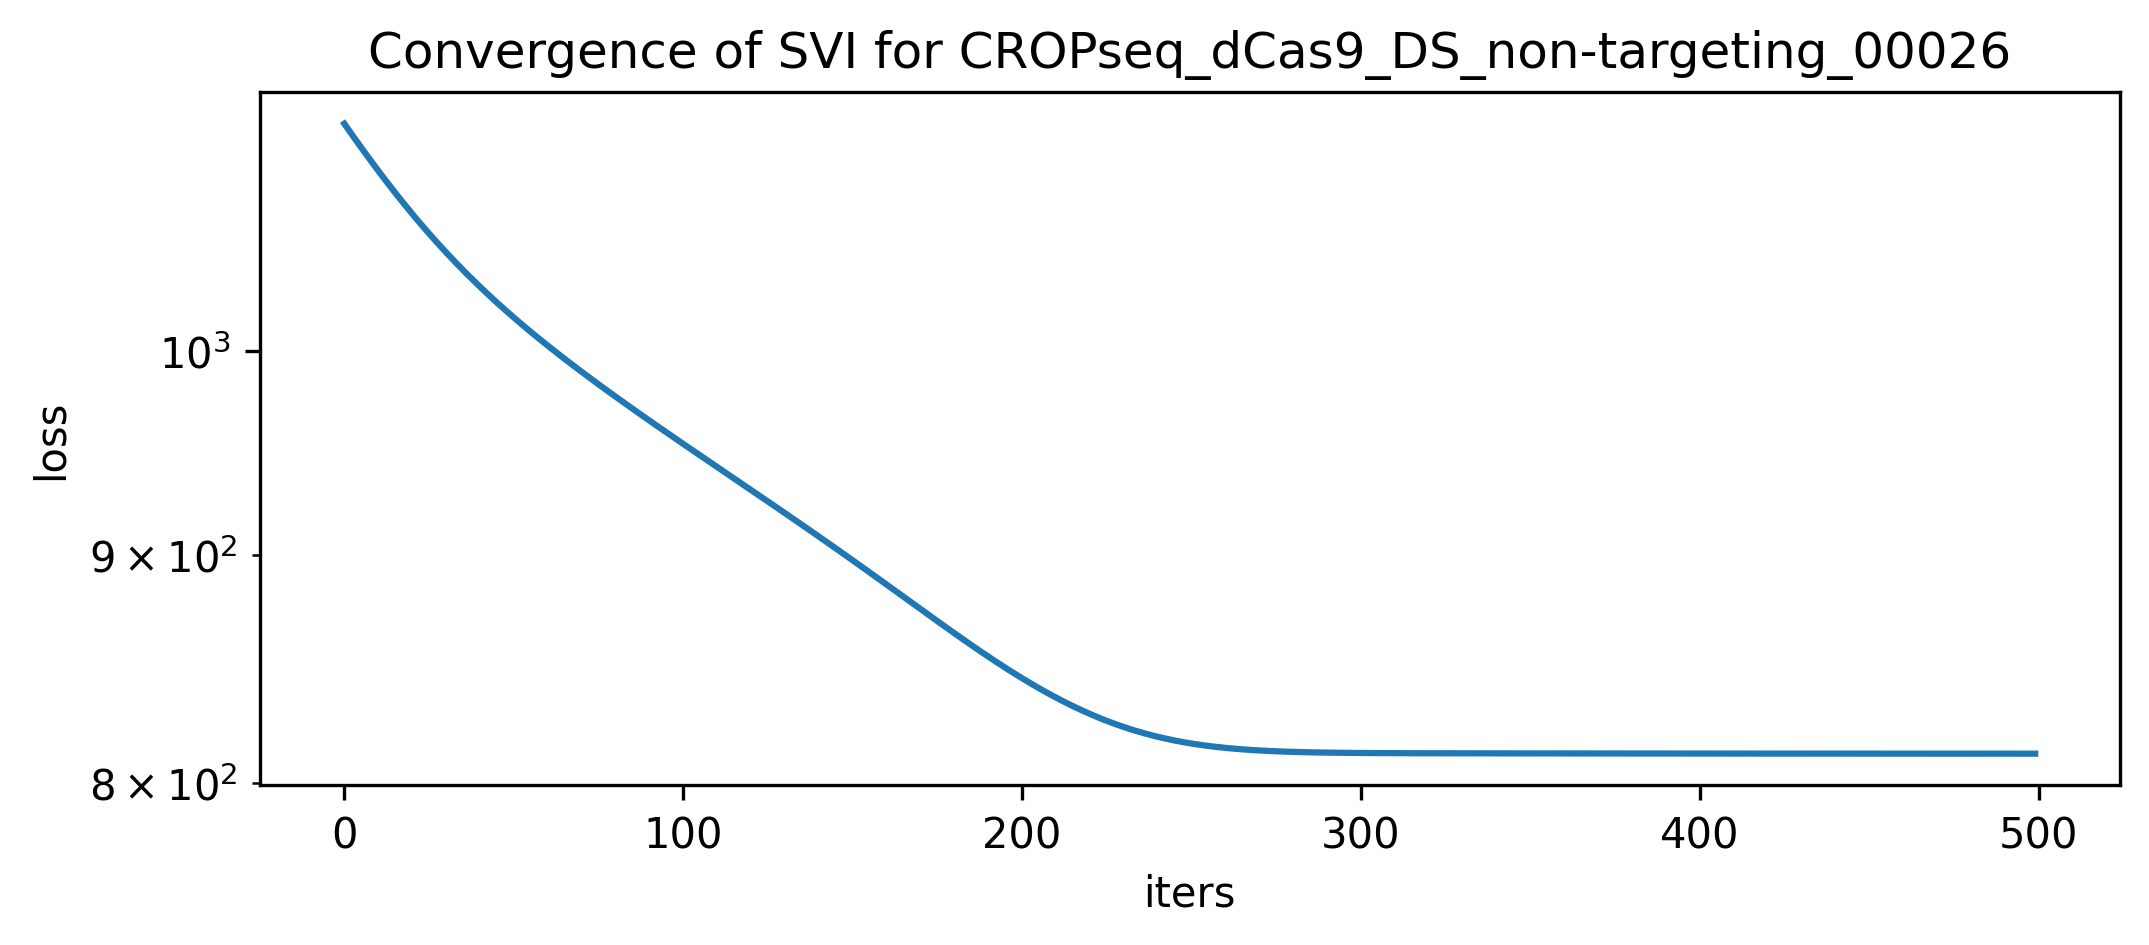 Convergence of SVI for CROPseq_dCas9_DS_non-targeting_00026
loss
10³
9 × 10²
8 × 10²
0 100 200 300 400 500
iters